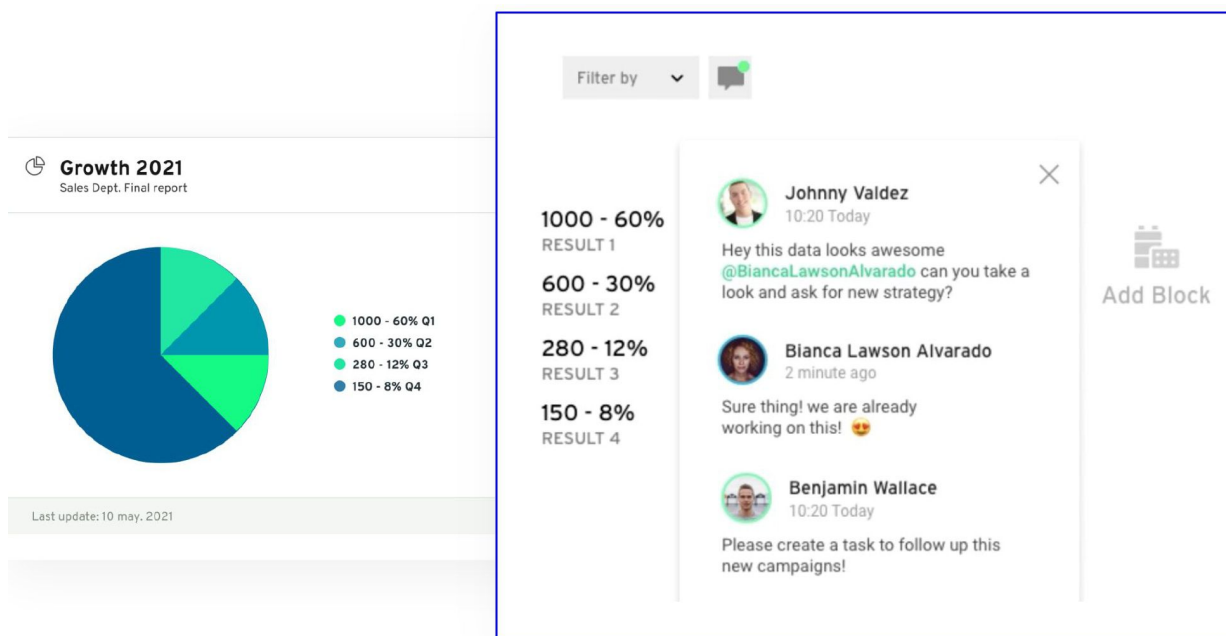 Growth 2021
Sales Dept. Final report
1000 - 60% Q1
600 - 30% Q2
280 - 12% Q3
150 - 8% Q4
Last update: 10 may. 2021
Filter by
1000 - 60%
RESULT 1
600 - 30%
RESULT 2
280 - 12%
RESULT 3
150 - 8%
RESULT 4
Johnny Valdez
10:20 Today
Hey this data looks awesome
@BiancaLawsonAlvarado can you take a
look and ask for new strategy?
Bianca Lawson Alvarado
2 minute ago
Sure thing! we are already
working on this! 😍
Benjamin Wallace
10:20 Today
Please create a task to follow up this
new campaigns!
Add Block